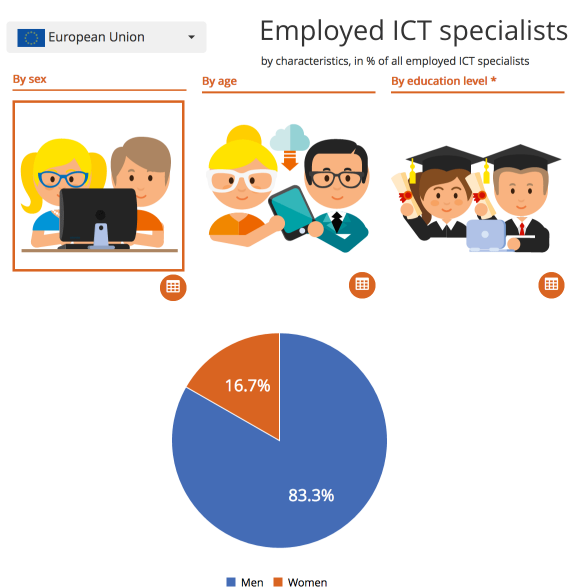 European Union
Employed ICT specialists
by characteristics, in % of all employed ICT specialists
By sex
By age
By education level *
16.7%
83.3%
Men
Women